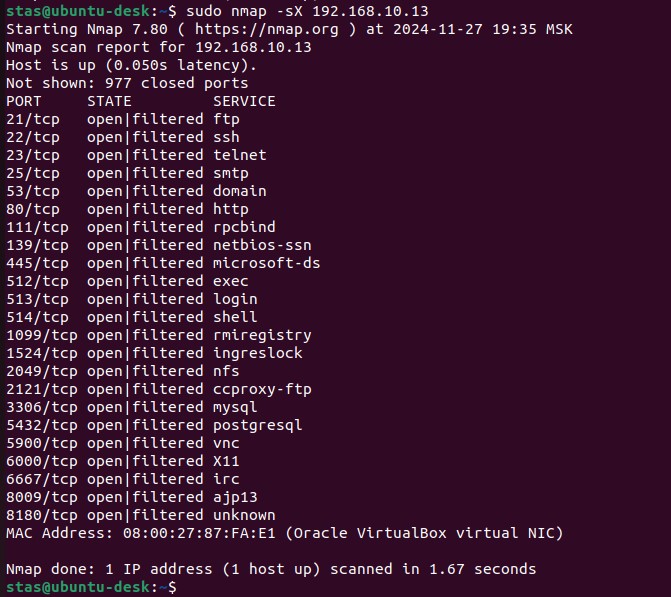 stas@ubuntu-desk:~$ sudo nmap -sX 192.168.10.13
Starting Nmap 7.80 ( https://nmap.org ) at 2024-11-27 19:35 MSK
Nmap scan report for 192.168.10.13
Host is up (0.050s latency).
Not shown: 977 closed ports
PORT     STATE         SERVICE
21/tcp   open|filtered ftp
22/tcp   open|filtered ssh
23/tcp   open|filtered telnet
25/tcp   open|filtered smtp
53/tcp   open|filtered domain
80/tcp   open|filtered http
111/tcp  open|filtered rpcbind
139/tcp  open|filtered netbios-ssn
445/tcp  open|filtered microsoft-ds
512/tcp  open|filtered exec
513/tcp  open|filtered login
514/tcp  open|filtered shell
1099/tcp open|filtered rmiregistry
1524/tcp open|filtered ingreslock
2049/tcp open|filtered nfs
2121/tcp open|filtered ccproxy-ftp
3306/tcp open|filtered mysql
5432/tcp open|filtered postgresql
5900/tcp open|filtered vnc
6000/tcp open|filtered X11
6667/tcp open|filtered irc
8009/tcp open|filtered ajp13
8180/tcp open|filtered unknown
MAC Address: 08:00:27:87:FA:E1 (Oracle VirtualBox virtual NIC)

Nmap done: 1 IP address (1 host up) scanned in 1.67 seconds
stas@ubuntu-desk:~$